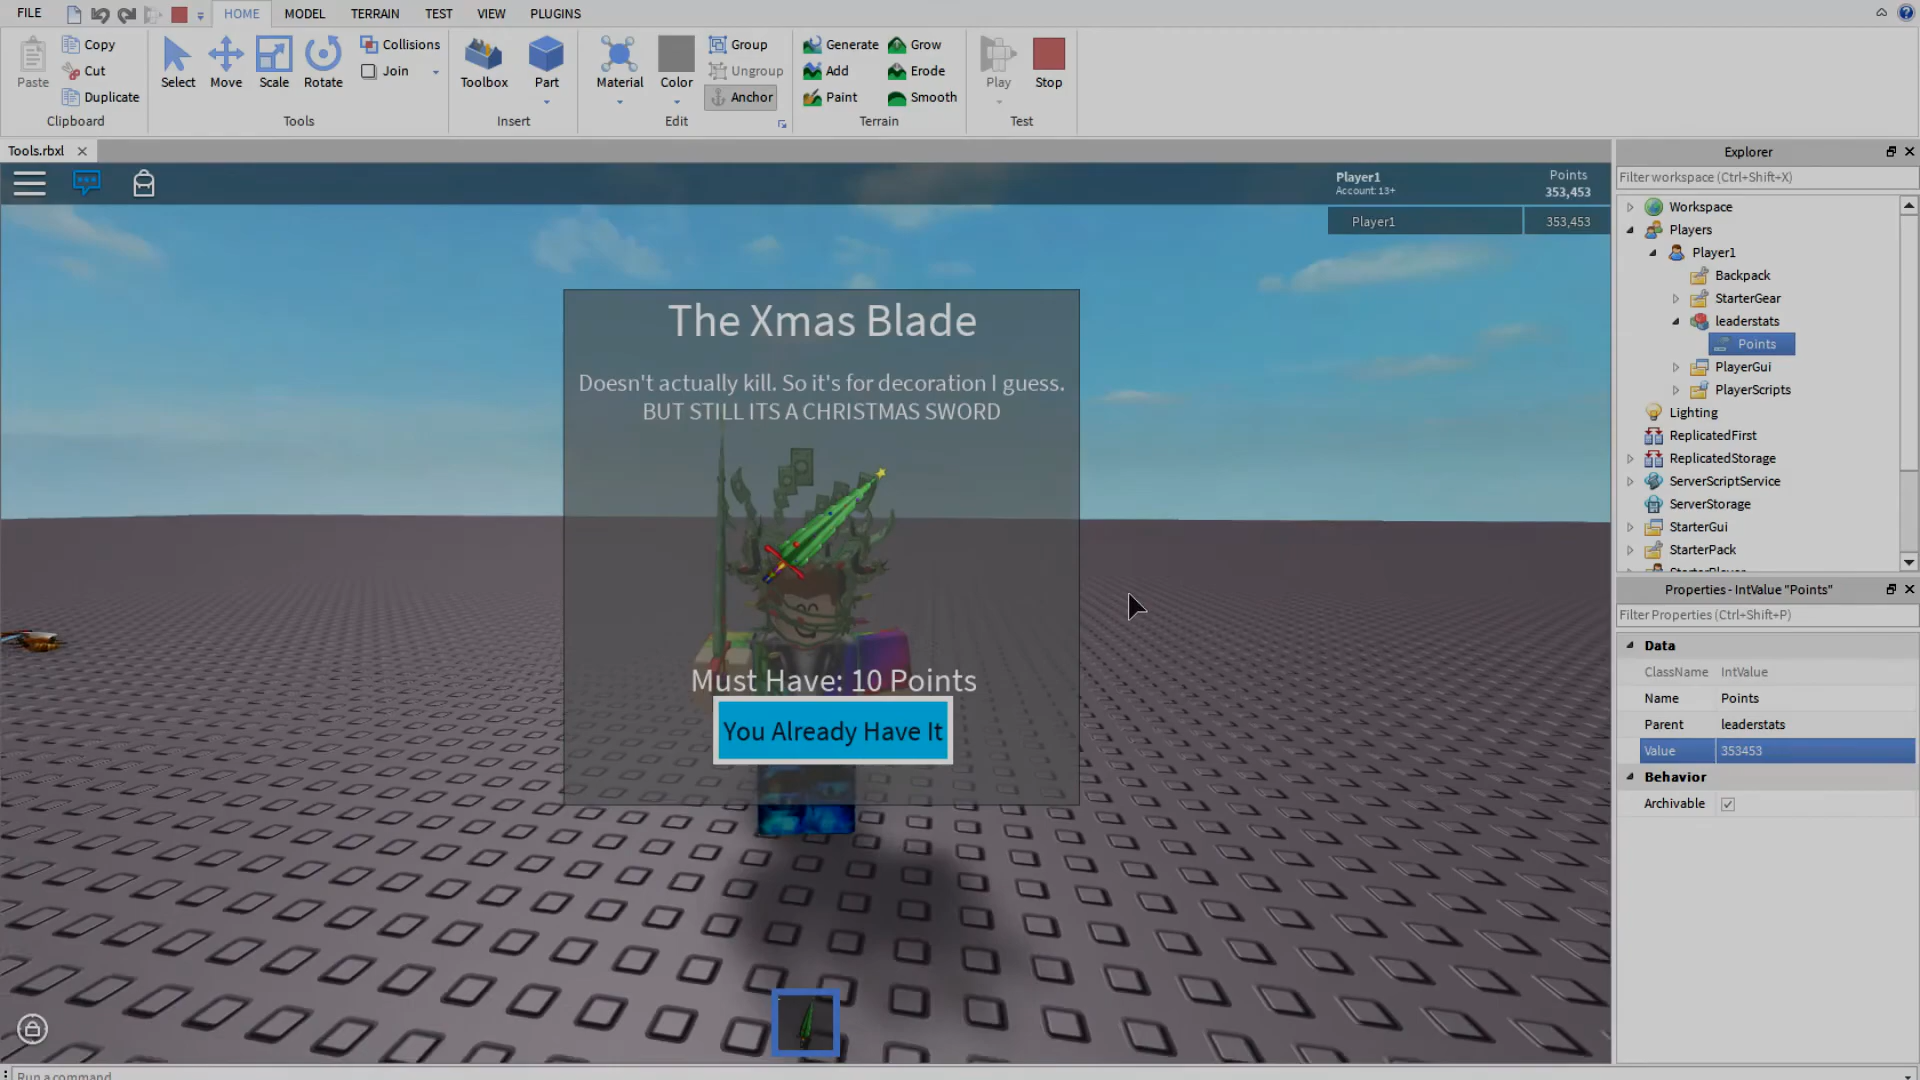 FILE
HOME
MODEL
TERRAIN
TEST
VIEW
PLUGINS
Paste
Copy
Cut
Duplicate
Clipboard
Select
Move
Scale
Rotate
Collisions
Join
Tools
Toolbox
Part
Insert
Material
Color
Group
Ungroup
Anchor
Edit
Generate
Grow
Add
Erode
Paint
Smooth
Terrain
Play
Stop
Test
Tools.rbxl
Player1
Account: 13+
Points
353,453
Player1
353,453
The Xmas Blade
Doesn't actually kill. So it's for decoration I guess.
BUT STILL ITS A CHRISTMAS SWORD
Must Have: 10 Points
You Already Have It
Explorer
Filter workspace (Ctrl+Shift+X)
Workspace
Players
Player1
Backpack
StarterGear
leaderstats
Points
PlayerGui
PlayerScripts
Lighting
ReplicatedFirst
ReplicatedStorage
ServerScriptService
ServerStorage
StarterGui
StarterPack
StarterPlayer
Properties - IntValue "Points"
Filter Properties (Ctrl+Shift+P)
Data
ClassName IntValue
Name Points
Parent leaderstats
Value 353453
Behavior
Archivable
Run a command